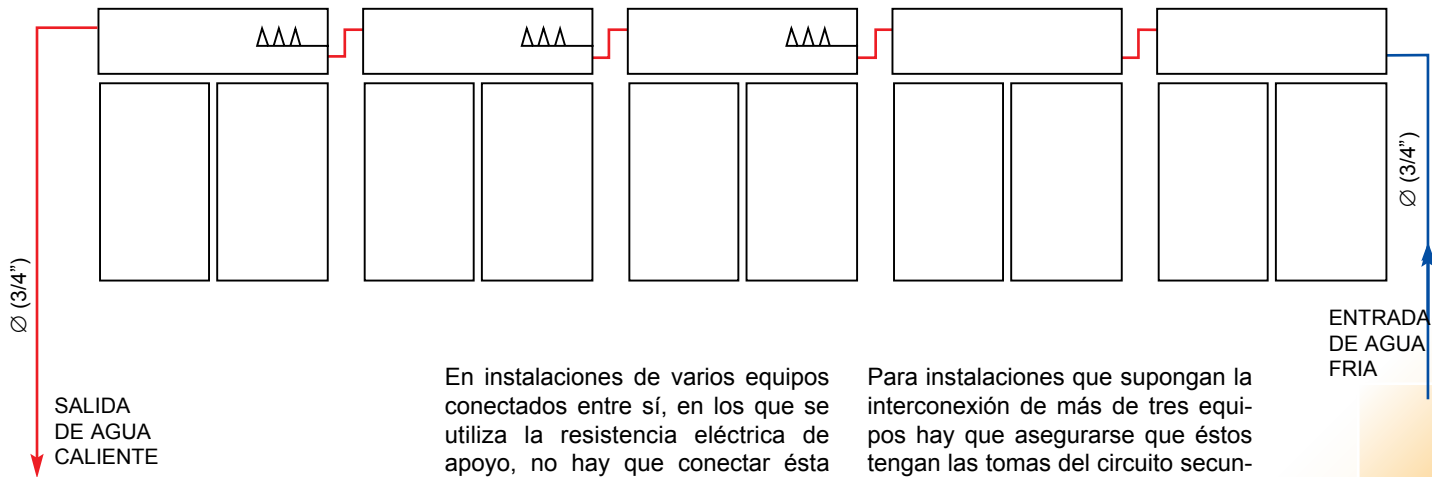 Ø (3/4”)
SALIDA
DE AGUA
CALIENTE
En instalaciones de varios equipos
conectados entre sí, en los que se
utiliza la resistencia eléctrica de
apoyo, no hay que conectar ésta
Para instalaciones que supongan la
interconexión de más de tres equi-
pos hay que asegurarse que éstos
tengan las tomas del circuito secun-
Ø (3/4”)
ENTRADA
DE AGUA
FRIA